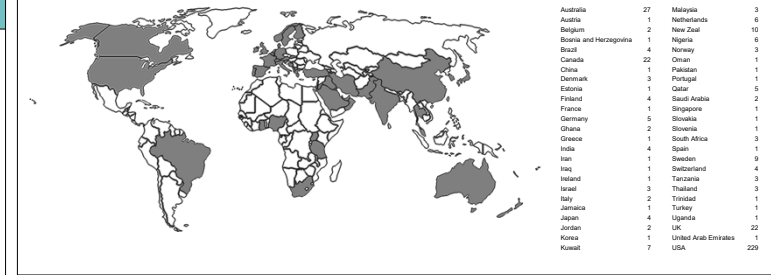 Australia 27
Austria 1
Belgium 2
Bosnia and Herzegovina 1
Brazil 4
Canada 22
China 1
Denmark 3
Estonia 1
Finland 4
France 1
Germany 5
Ghana 2
Greece 1
India 4
Iran 1
Iraq 1
Ireland 1
Israel 3
Italy 2
Jamaica 1
Japan 4
Jordan 2
Korea 1
Kuwait 7
Malaysia 3
Netherlands 6
New Zeal 10
Nigeria 6
Norway 3
Oman 1
Pakistan 1
Portugal 1
Qatar 5
Saudi Arabia 2
Singapore 1
Slovakia 1
Slovenia 1
South Africa 3
Spain 1
Sweden 9
Switzerland 4
Tanzania 3
Thailand 3
Trinidad 1
Turkey 1
Uganda 1
UK 22
United Arab Emirates 1
USA 229